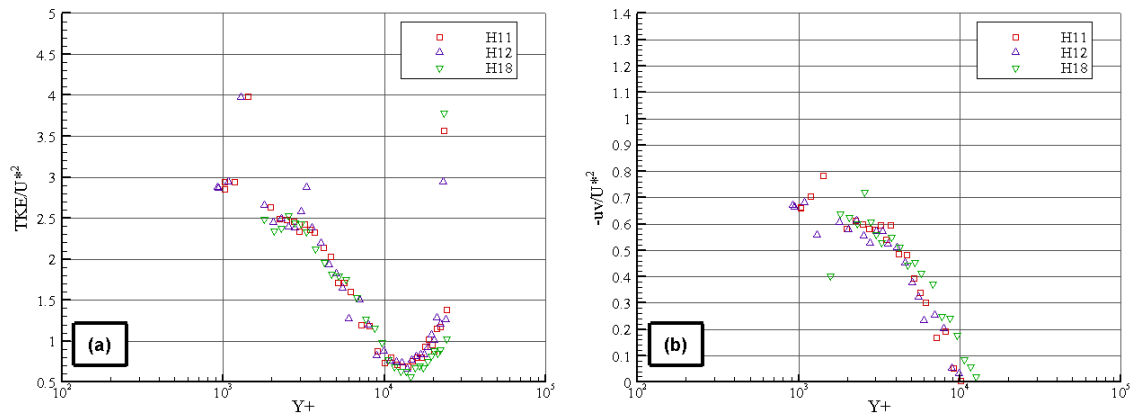 5
4.5
4
3.5
3
2.5
2
1.5
1
0.5
TKE/U*²
10²
10³
10⁴
10⁵
Y+
H11
H12
H18
(a)
1.4
1.3
1.2
1.1
1
0.9
0.8
0.7
0.6
0.5
0.4
0.3
0.2
0.1
0
-uv/U*²
10²
10³
10⁴
10⁵
Y+
H11
H12
H18
(b)